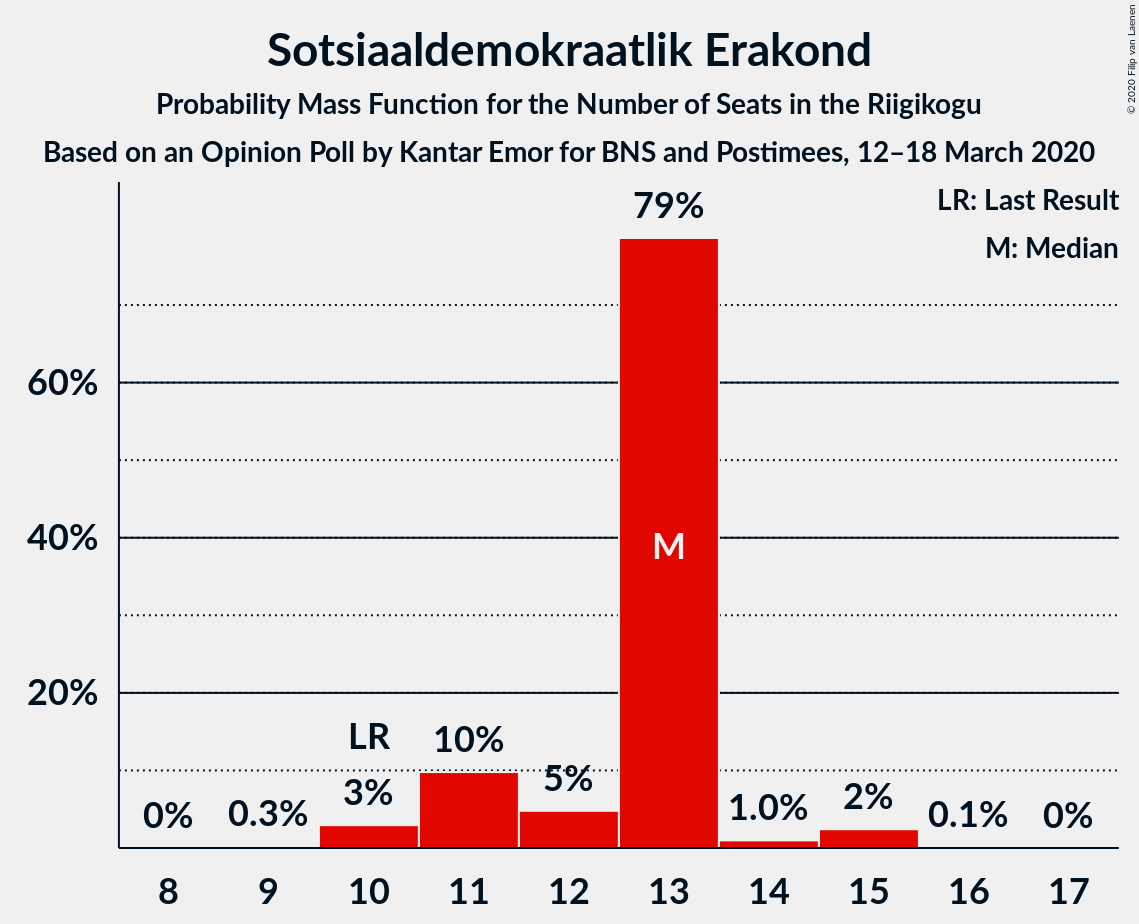 Sotsiaaldemokraatlik Erakond
Probability Mass Function for the Number of Seats in the Riigikogu
Based on an Opinion Poll by Kantar Emor for BNS and Postimees, 12–18 March 2020
© 2020 Filip van Laenen
LR: Last Result
M: Median
60%
40%
20%
0%
0.3%
LR
3%
10%
5%
79%
M
1.0%
2%
0.1%
0%
8 9 10 11 12 13 14 15 16 17